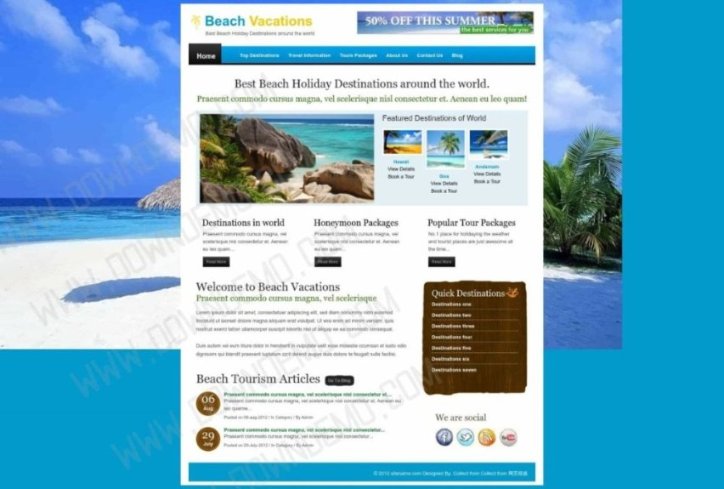 Beach Vacations
Best Beach Holiday Destinations around the world
50% OFF THIS SUMMER
the best services for you
Home
Top Destinations
Travel Information
Tours Packages
About Us
Contact Us
Blog
Best Beach Holiday Destinations around the world.
Praesent commodo cursus magna, vel scelerisque nisl consectetur et. Aenean eu leo quam!
Featured Destinations of World
Hawaii
View Details
Book a Tour
Goa
View Details
Book a Tour
Andaman
View Details
Book a Tour
Destinations in world
Praesent commodo cursus magna, vel
scelerisque nisl consectetur et. Aenean
eu leo quam...
Read More
Honeymoon Packages
Praesent commodo cursus magna, vel
scelerisque nisl consectetur et. Aenean
eu leo quam...
Read More
Popular Tour Packages
No.1 place for holidaying the weather
and tourist places are just awesome all
the time...
Read More
Welcome to Beach Vacations
Praesent commodo cursus magna, vel scelerisque
Lorem ipsum dolor sit amet, consectetuer adipiscing elit, sed diam nonummy nibh euismod
tincidunt ut laoreet dolore magna aliquam erat volutpat. Ut wisi enim ad minim veniam, quis
nostrud exerci tation ullamcorper suscipit lobortis nisl ut aliquip ex ea commodo consequat.
Duis autem vel eum iriure dolor in hendrerit in vulputate velit esse molestie consequat et iusto odio
dignissim qui blandit praesent luptatum zzril delenit augue duis dolore te feugait nulla facilisi.
Quick Destinations
Destinations one
Destinations two
Destinations three
Destinations four
Destinations five
Destinations six
Destinations seven
Beach Tourism Articles
Go To Blog
06
Aug
Praesent commodo cursus magna, vel scelerisque nisl consectetur et...
Praesent commodo cursus magna, vel scelerisque nisl consectetur et. Aenean eu
leo quam...
Posted on 06 aug 2012 / In Category / By Admin
29
July
Praesent commodo cursus magna, vel scelerisque nisl consectetur...
Praesent commodo cursus magna, vel scelerisque nisl consectetur...
Posted on 29 July 2012 / In Category / By Admin
We are social
© 2012 sitename.com Designed By. Collect from Collect from 网页模板
WWW.DOWNDEMO.COM